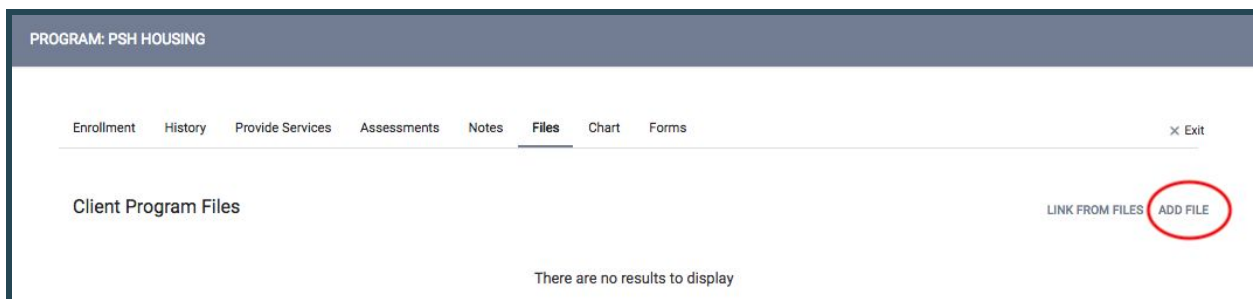 PROGRAM: PSH HOUSING
Enrollment History Provide Services Assessments Notes Files Chart Forms × Exit
Client Program Files LINK FROM FILES ADD FILE
There are no results to display